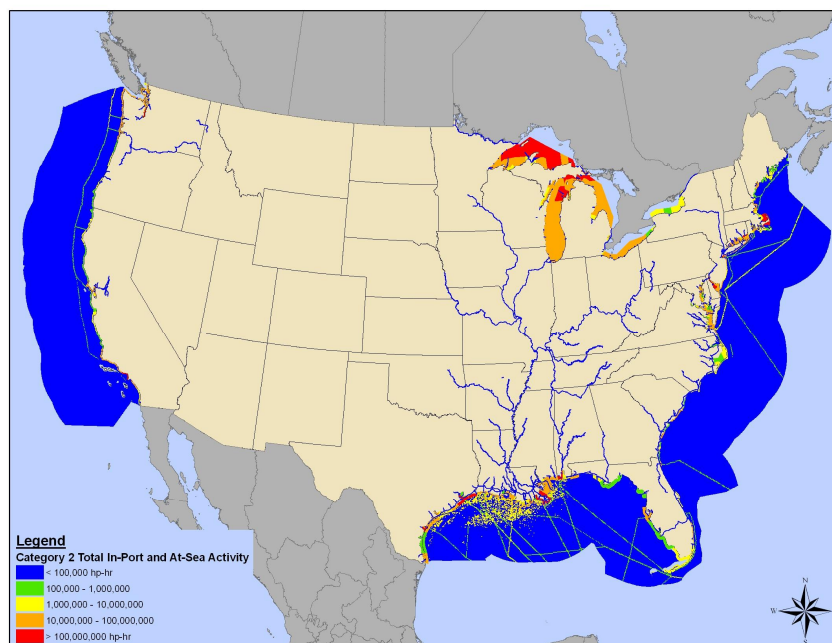 Legend
Category 2 Total In-Port and At-Sea Activity
< 100,000 hp-hr
100,000 - 1,000,000
1,000,000 - 10,000,000
10,000,000 - 100,000,000
> 100,000,000 hp-hr
N
W E
S